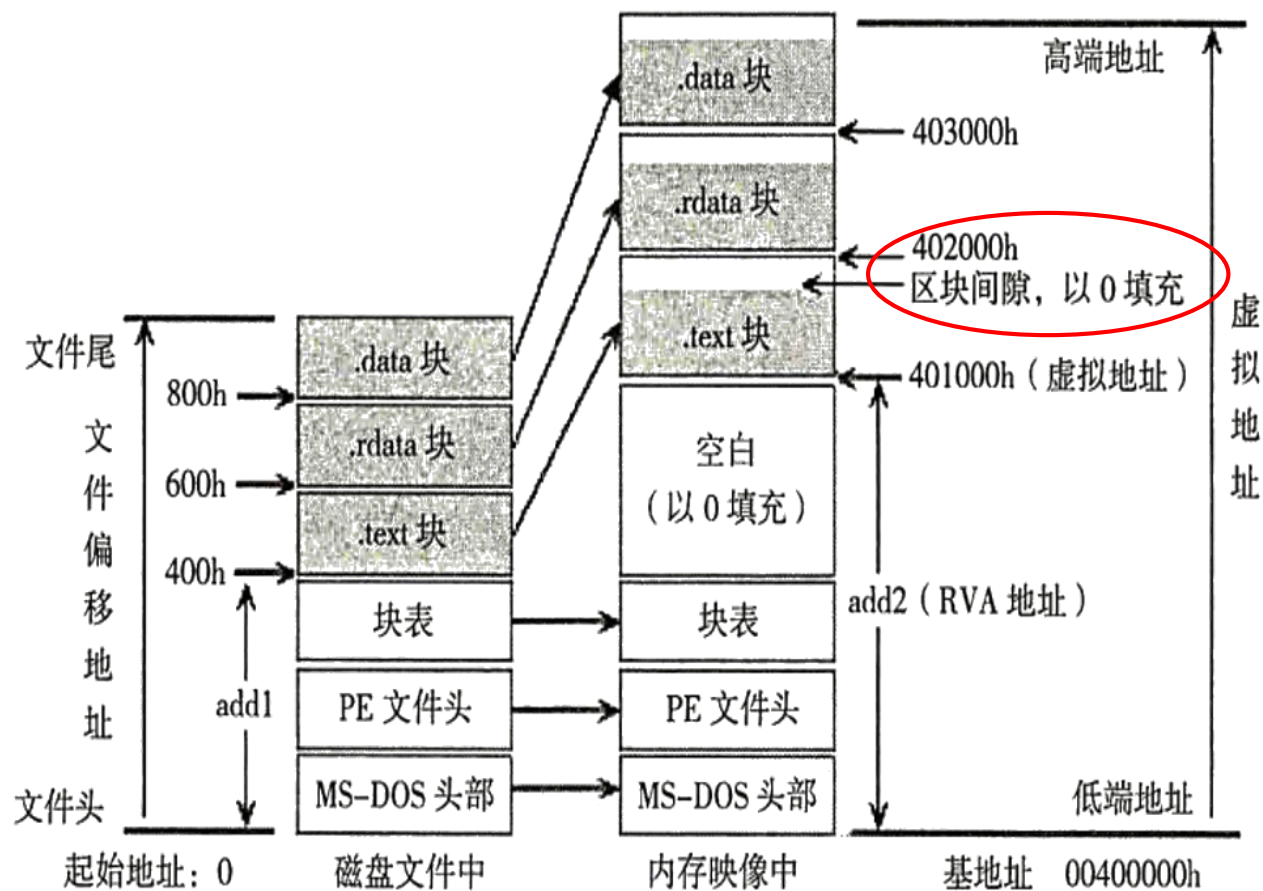 高端地址
.data 块
403000h
.rdata 块
402000h
区块间隙，以 0 填充
.text 块
401000h（虚拟地址）
虚拟地址
文件尾
.data 块
800h
.rdata 块
600h
.text 块
400h
文件偏移地址
空白
（以 0 填充）
块表
块表
add2（RVA 地址）
add1
PE 文件头
PE 文件头
MS-DOS 头部
MS-DOS 头部
文件头
低端地址
起始地址：0
磁盘文件中
内存映像中
基地址 00400000h